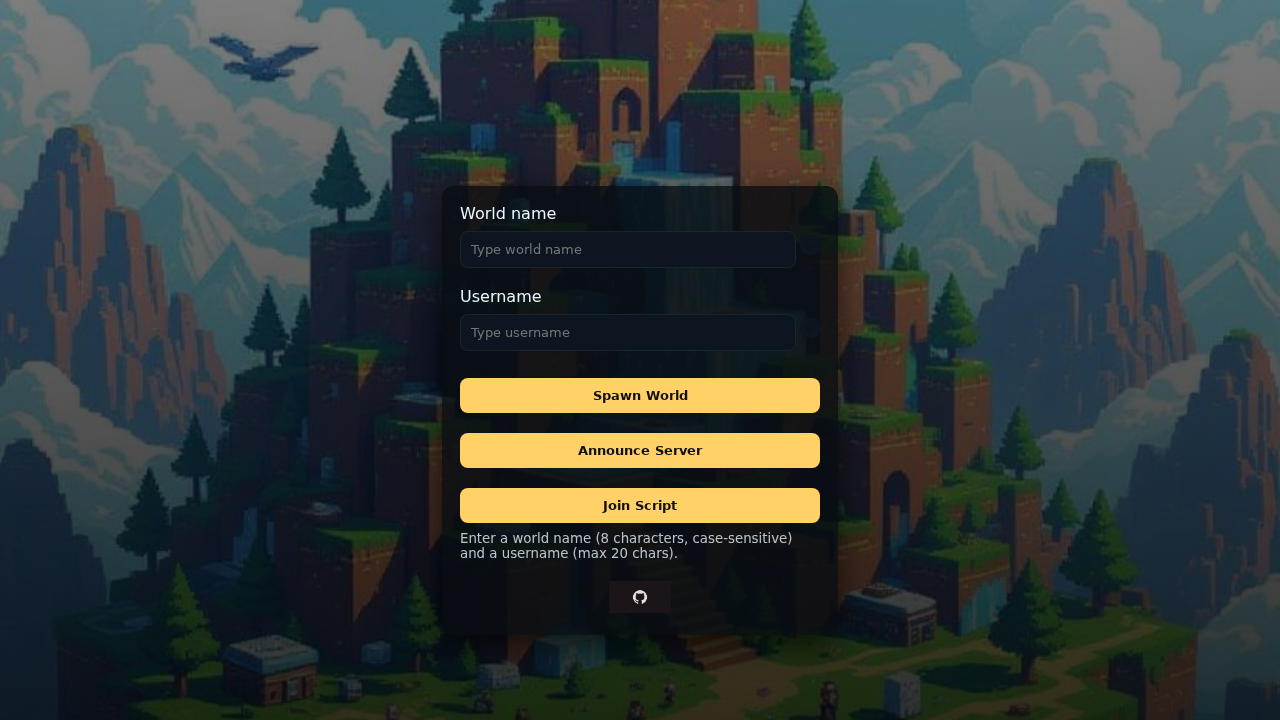 World name
Type world name
Username
Type username
Spawn World
Announce Server
Join Script
Enter a world name (8 characters, case-sensitive)
and a username (max 20 chars).